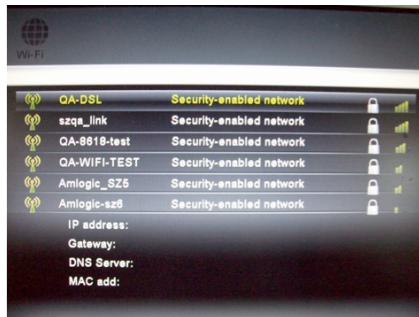 Wi-Fi
QA-DSL Security-enabled network
szqa_link Security-enabled network
QA-8618-test Security-enabled network
QA-WIFI-TEST Security-enabled network
Amlogic_SZ5 Security-enabled network
Amlogic-sz6 Security-enabled network
IP address:
Gateway:
DNS Server:
MAC add: